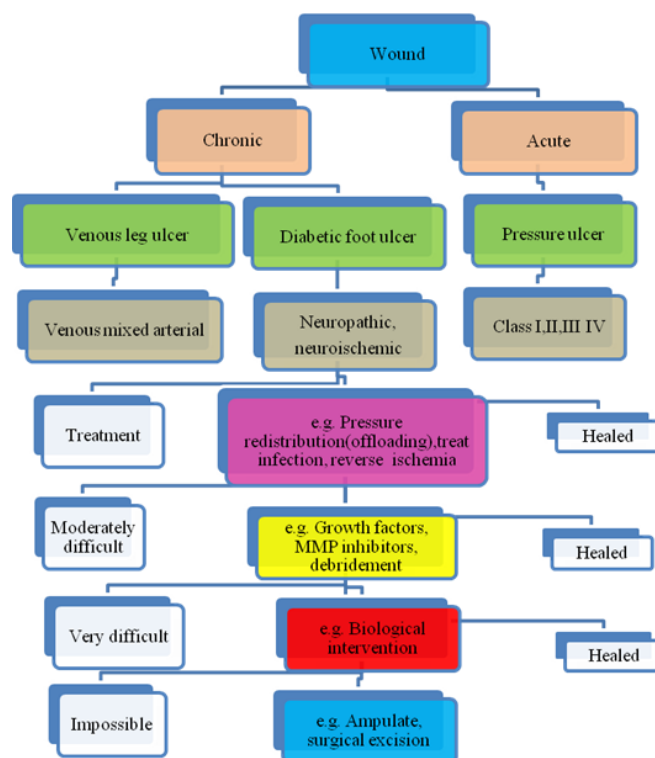 Wound
Chronic
Acute
Venous leg ulcer
Diabetic foot ulcer
Pressure ulcer
Venous mixed arterial
Neuropathic,
neuroischemic
Class I,II,III IV
Treatment
e.g. Pressure
redistribution(offloading),treat
infection, reverse ischemia
Healed
Moderately
difficult
e.g. Growth factors,
MMP inhibitors,
debridement
Healed
Very difficult
e.g. Biological
intervention
Healed
Impossible
e.g. Ampulate,
surgical excision